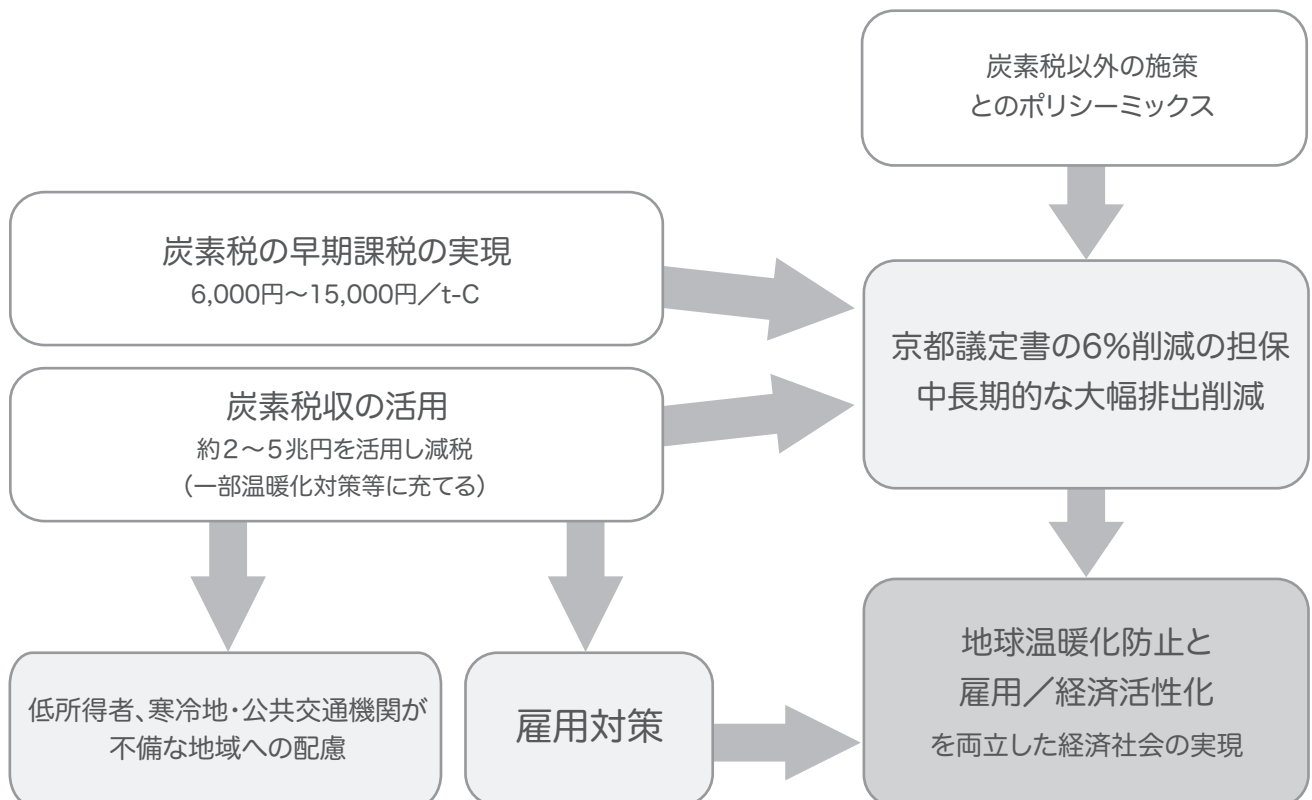 炭素税以外の施策
とのポリシーミックス
炭素税の早期課税の実現
6,000円〜15,000円／t-C
京都議定書の6%削減の担保
中長期的な大幅排出削減
炭素税収の活用
約2〜5兆円を活用し減税
（一部温暖化対策等に充てる）
低所得者、寒冷地・公共交通機関が
不備な地域への配慮
雇用対策
地球温暖化防止と
雇用／経済活性化
を両立した経済社会の実現